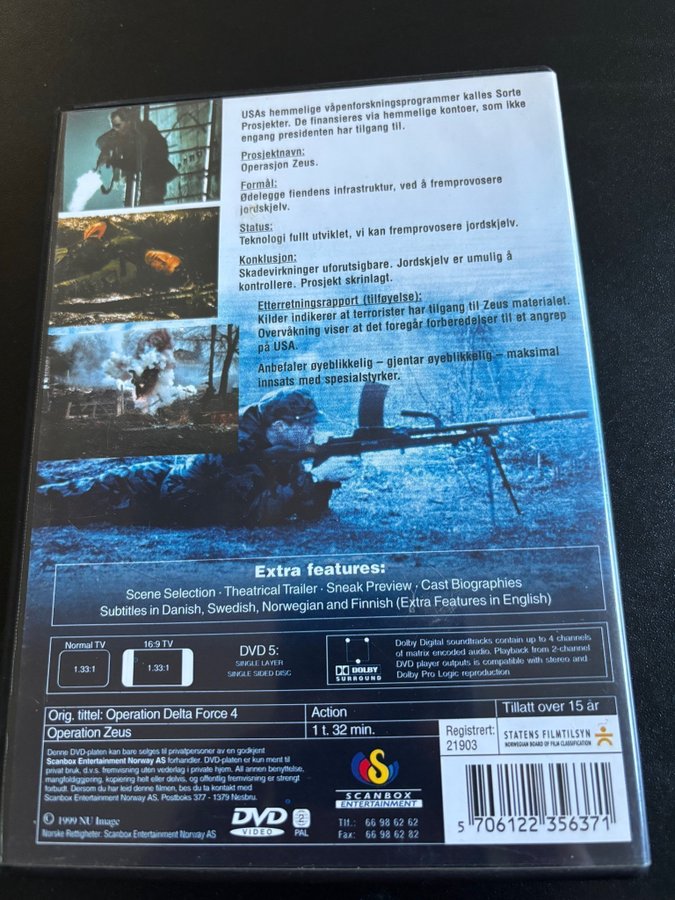 USAs hemmelige våpenforskningsprogrammer kalles Sorte
Prosjekter. De finansieres via hemmelige kontoer, som ikke
engang presidenten har tilgang til.
Prosjektnavn:
Operasjon Zeus.
Formål:
Ødelegge fiendens infrastruktur, ved å fremprovosere
jordskjelv.
Status:
Teknologi fullt utviklet, vi kan fremprovosere jordskjelv.
Konklusjon:
Skadevirkninger uforutsigbare. Jordskjelv er umulig å
kontrollere. Prosjekt skrinlagt.
Etterretningsrapport (tilføyelse):
Kilder indikerer at terrorister har tilgang til Zeus materialet.
Overvåkning viser at det foregår forberedelser til et angrep
på USA.
Anbefaler øyeblikkelig – gjentar øyeblikkelig – maksimal
innsats med spesialstyrker.
Extra features:
Scene Selection · Theatrical Trailer · Sneak Preview · Cast Biographies
Subtitles in Danish, Swedish, Norwegian and Finnish (Extra Features in English)
Normal TV
1.33:1
16:9 TV
1.33:1
DVD 5:
SINGLE LAYER
SINGLE SIDED DISC
DOLBY
SURROUND
Dolby Digital soundtracks contain up to 4 channels
of matrix encoded audio. Playback from 2-channel
DVD player outputs is compatible with stereo and
Dolby Pro Logic reproduction
Orig. tittel: Operation Delta Force 4
Operation Zeus
Action
1 t. 32 min.
Tillatt over 15 år
Registrert:
21903
STATENS FILMTILSYN
NORWEGIAN BOARD OF FILM CLASSIFICATION
Denne DVD-platen kan bare selges til privatpersoner av en godkjent
Scanbox Entertainment Norway AS forhandler. DVD-platen er kun ment til
privat bruk, d.v.s. fremvisning uten vederlag i privat hjem. All annen benyttelse,
mangfoldiggjøring, kopiering helt eller delvis, og offentlig fremvisning er strengt
forbudt. Dersom du har leid denne filmen, bes du ta kontakt med
Scanbox Entertainment Norway AS, Postboks 377 - 1379 Nesbru.
© 1999 NU Image
Norske Rettigheter: Scanbox Entertainment Norway AS
DVD
VIDEO
2
PAL
S
SCANBOX
ENTERTAINMENT
Tlf.: 66 98 62 62
Fax: 66 98 62 82
5 706122 356371